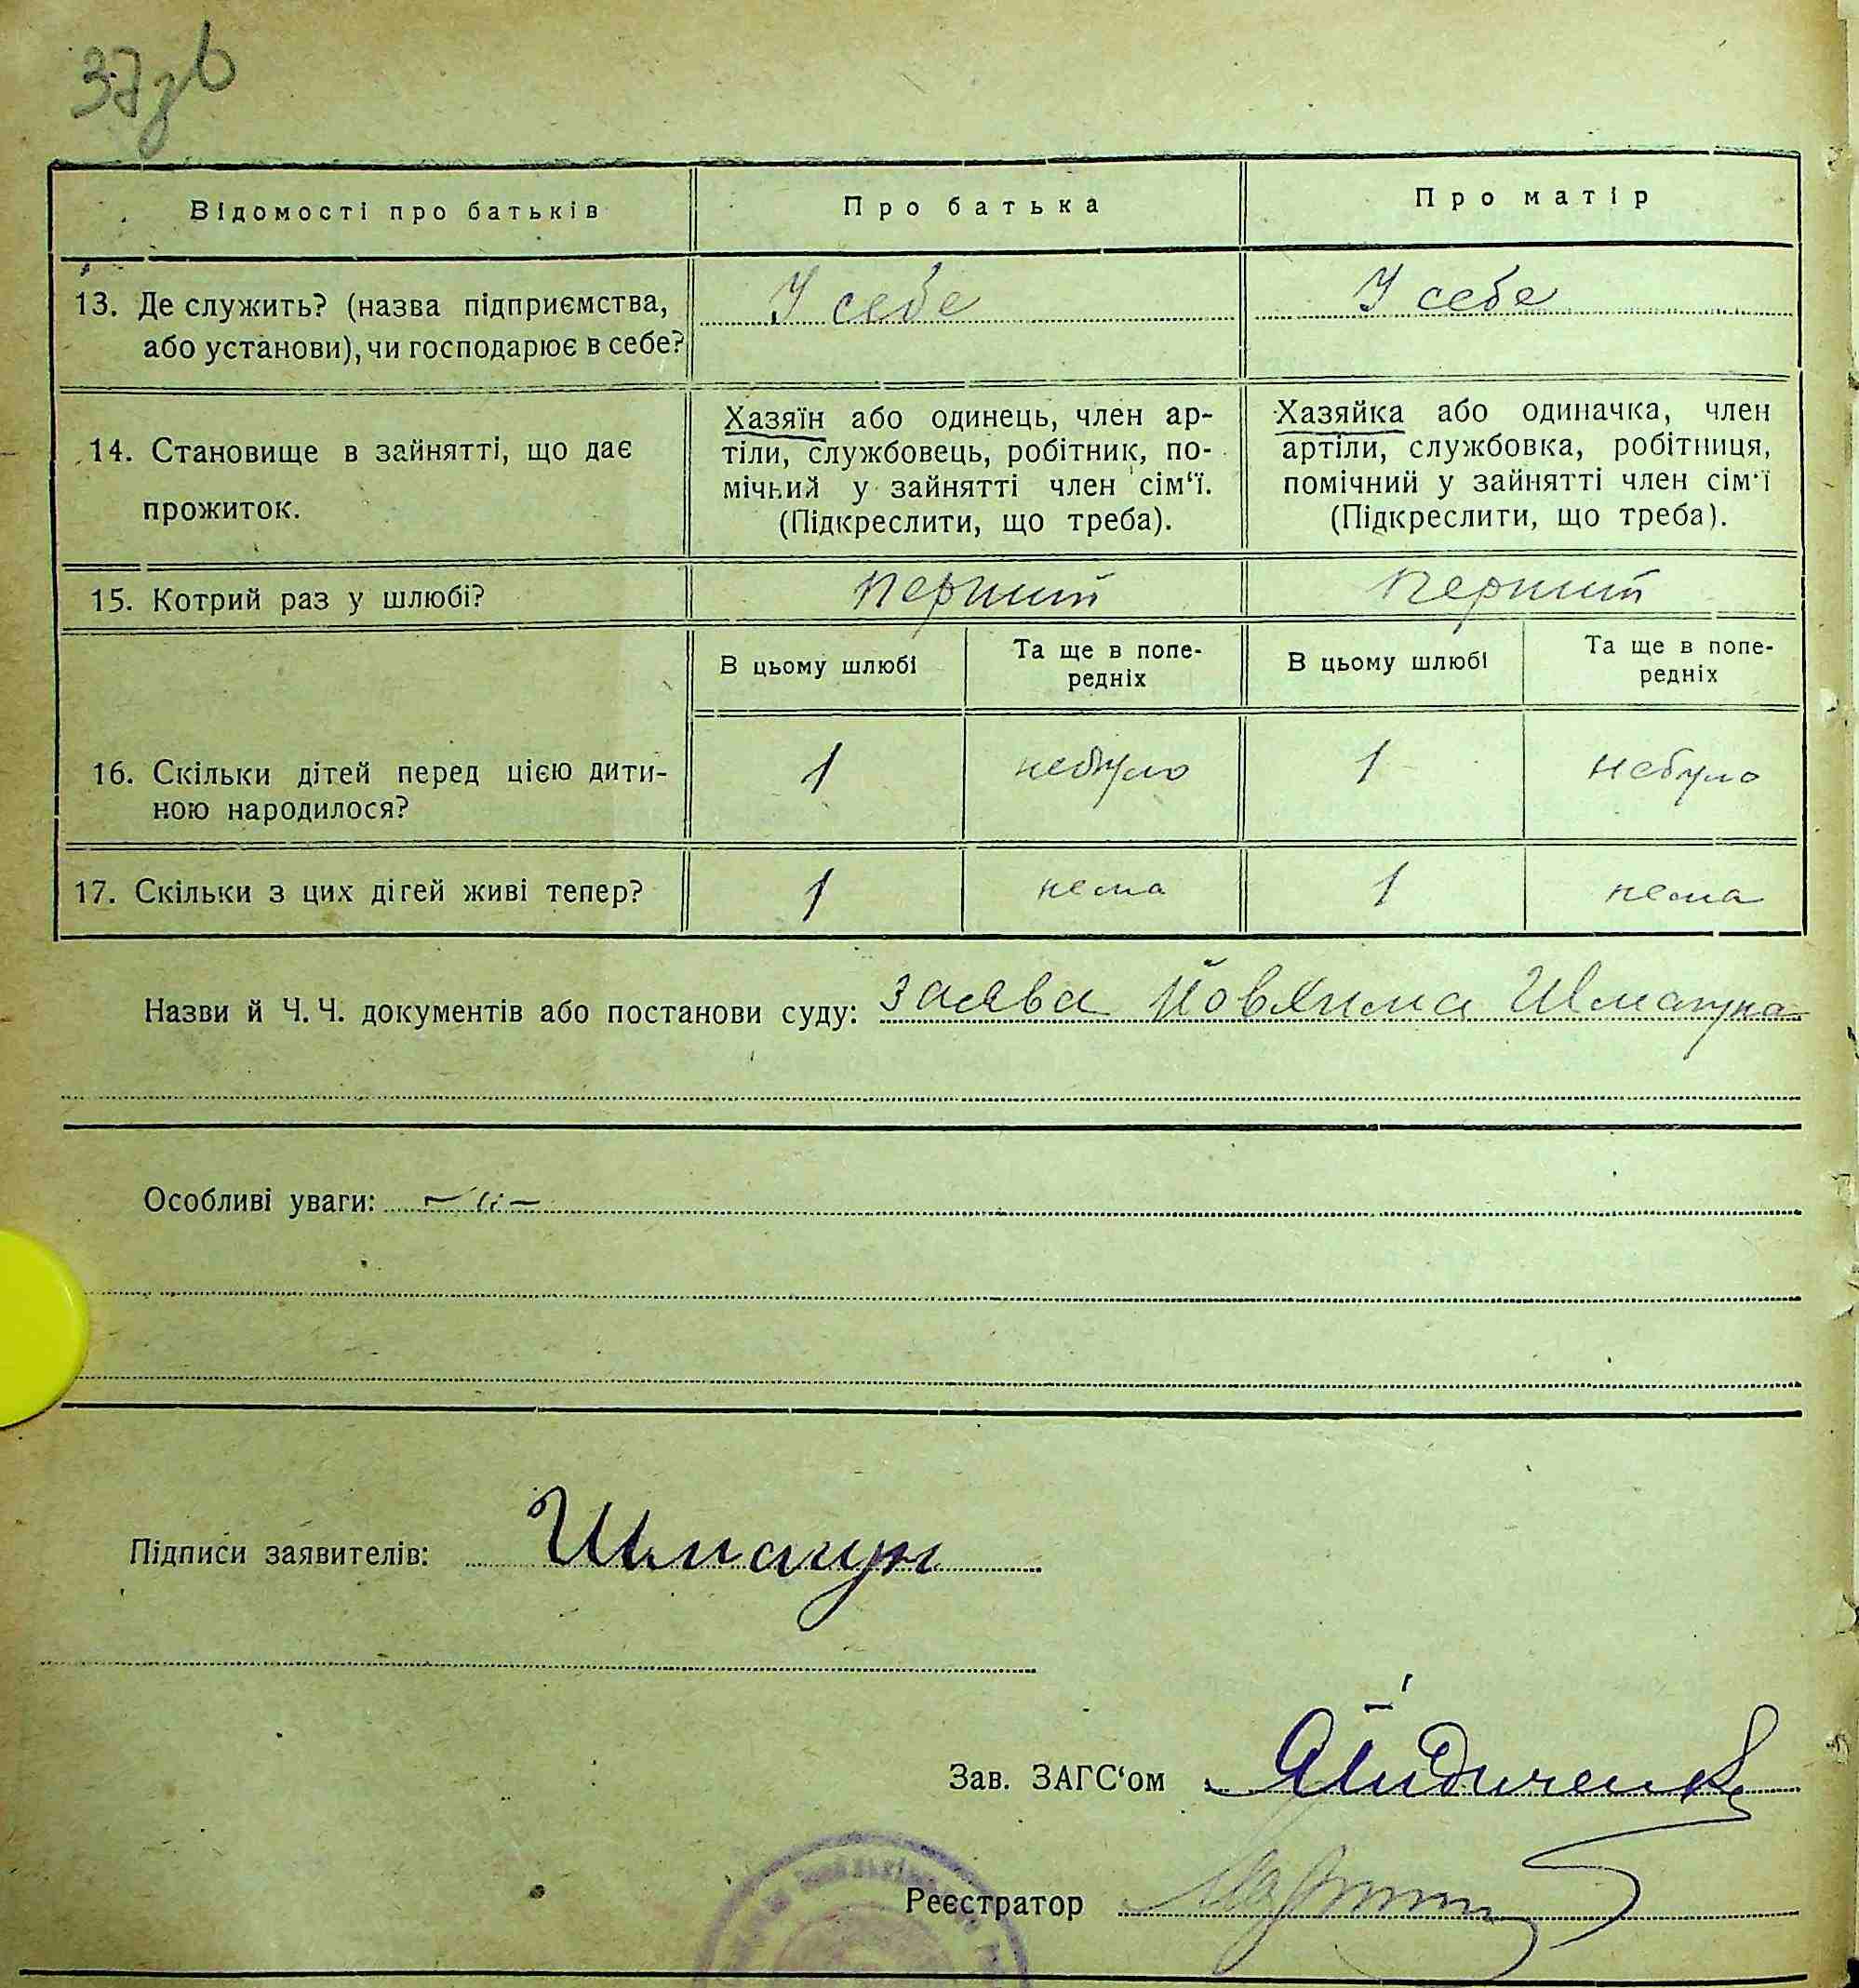 37зв
Відомості про батьків
Про батька
Про матір
13. Де служить? (назва підприємства,
або установи), чи господарює в себе?
У себе
У себе
14. Становище в зайнятті, що дає
прожиток.
Хазяїн або одинець, член ар-
тіли, службовець, робітник, по-
мічний у зайнятті член сім‘ї.
(Підкреслити, що треба).
Хазяйка або одиначка, член
артіли, службовка, робітниця,
помічний у зайнятті член сім‘ї
(Підкреслити, що треба).
15. Котрий раз у шлюбі?
перший
перший
В цьому шлюбі
Та ще в попе-
редніх
В цьому шлюбі
Та ще в попе-
редніх
16. Скільки дітей перед цією дити-
ною народилося?
1
небуло
1
небуло
17. Скільки з цих дітей живі тепер?
1
нема
1
нема
Назви й Ч. Ч. документів або постанови суду: заява Йовхима Шмагуна
Особливі уваги:
Підписи заявителів: Шмагун
Зав. ЗАГС‘ом
Реєстратор